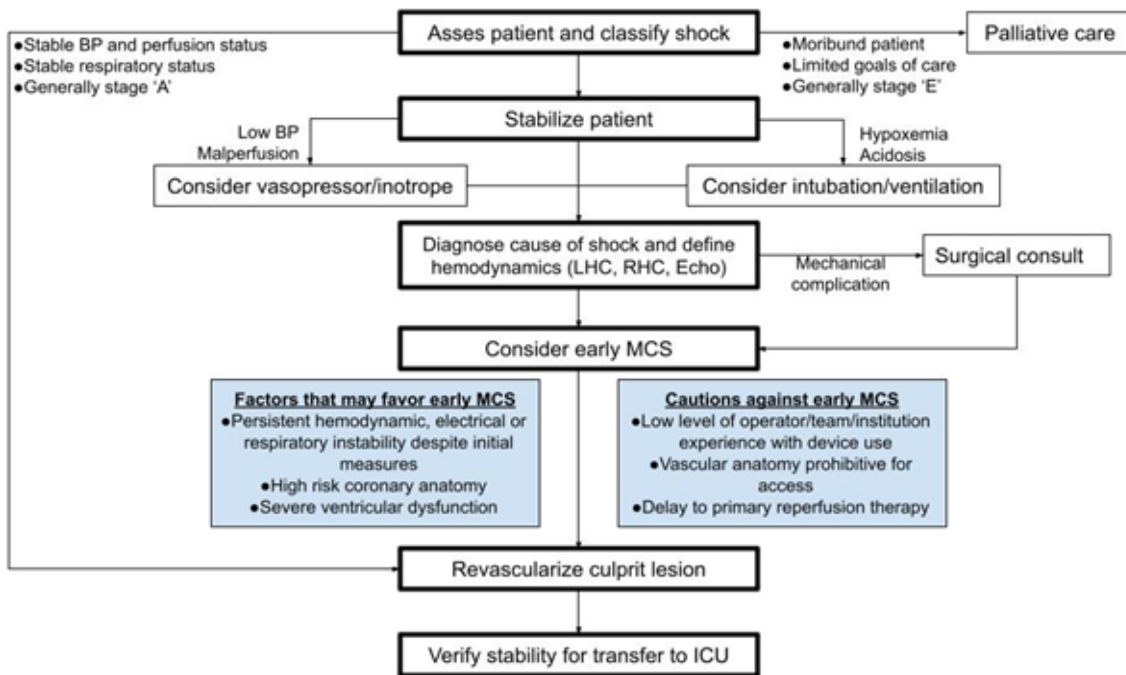 Asses patient and classify shock
●Stable BP and perfusion status
●Stable respiratory status
●Generally stage ‘A’
●Moribund patient
●Limited goals of care
●Generally stage ‘E’
Palliative care
Stabilize patient
Low BP
Malperfusion
Hypoxemia
Acidosis
Consider vasopressor/inotrope
Consider intubation/ventilation
Diagnose cause of shock and define
hemodynamics (LHC, RHC, Echo)
Mechanical
complication
Surgical consult
Consider early MCS
Factors that may favor early MCS
●Persistent hemodynamic, electrical or
respiratory instability despite initial
measures
●High risk coronary anatomy
●Severe ventricular dysfunction
Cautions against early MCS
●Low level of operator/team/institution
experience with device use
●Vascular anatomy prohibitive for
access
●Delay to primary reperfusion therapy
Revascularize culprit lesion
Verify stability for transfer to ICU